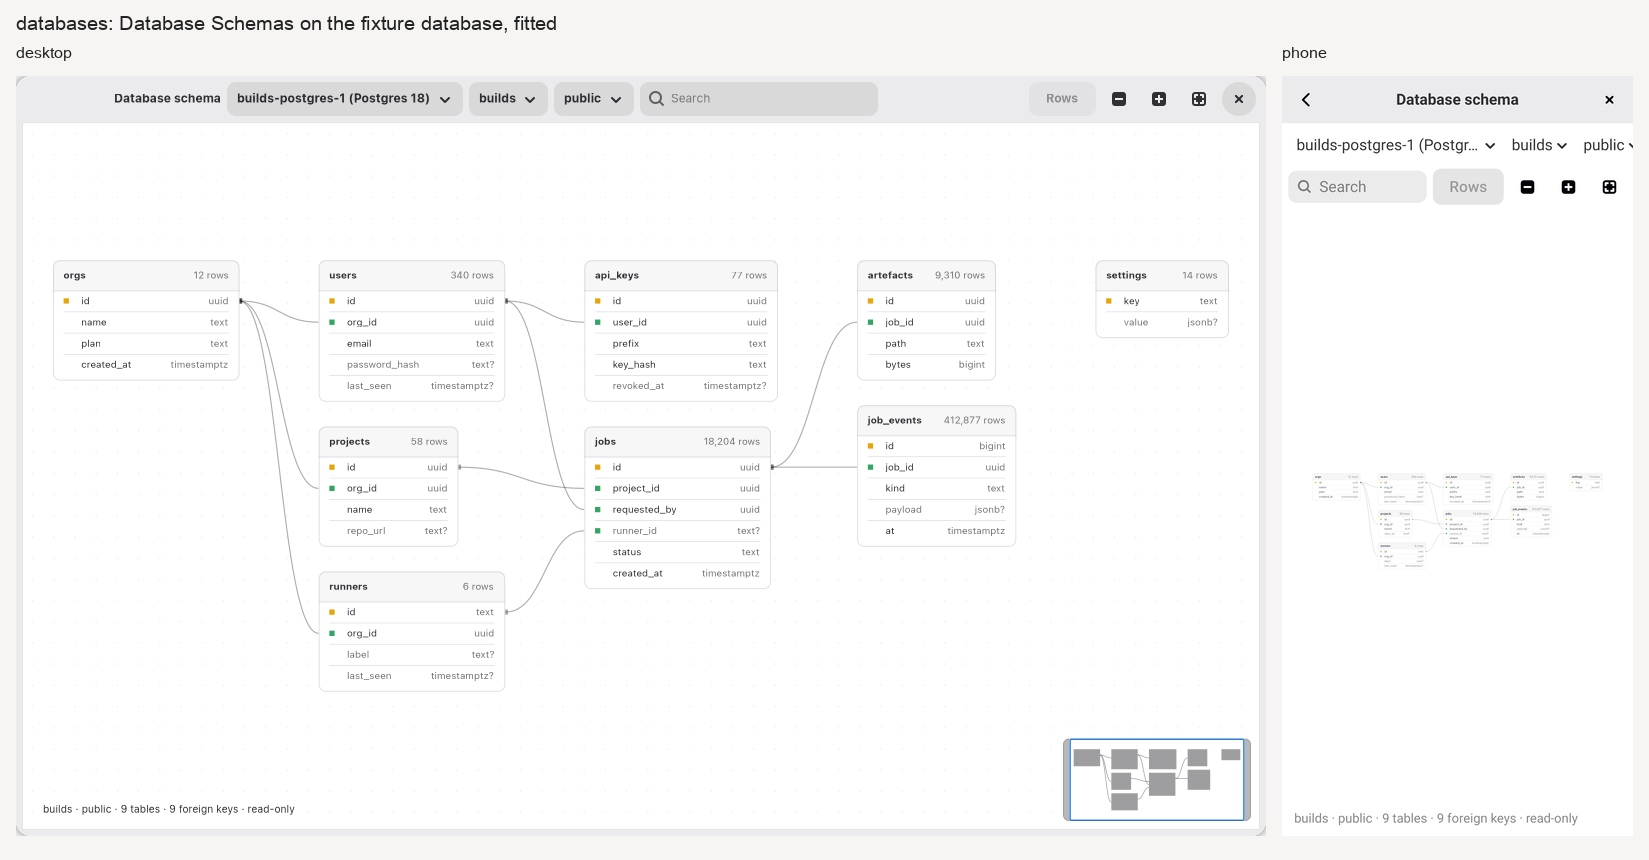 databases: Database Schemas on the fixture database, fitted
desktop
Database schema builds-postgres-1 (Postgres 18) builds public Search Rows
orgs 12 rows
id uuid
name text
plan text
created_at timestamptz
users 340 rows
id uuid
org_id uuid
email text
password_hash text?
last_seen timestamptz?
api_keys 77 rows
id uuid
user_id uuid
prefix text
key_hash text
revoked_at timestamptz?
artefacts 9,310 rows
id uuid
job_id uuid
path text
bytes bigint
settings 14 rows
key text
value jsonb?
projects 58 rows
id uuid
org_id uuid
name text
repo_url text?
jobs 18,204 rows
id uuid
project_id uuid
requested_by uuid
runner_id text?
status text
created_at timestamptz
job_events 412,877 rows
id bigint
job_id uuid
kind text
payload jsonb?
at timestamptz
runners 6 rows
id text
org_id uuid
label text?
last_seen timestamptz?
builds · public · 9 tables · 9 foreign keys · read-only
phone
Database schema
builds-postgres-1 (Postgr... builds public
Search Rows
builds · public · 9 tables · 9 foreign keys · read-only